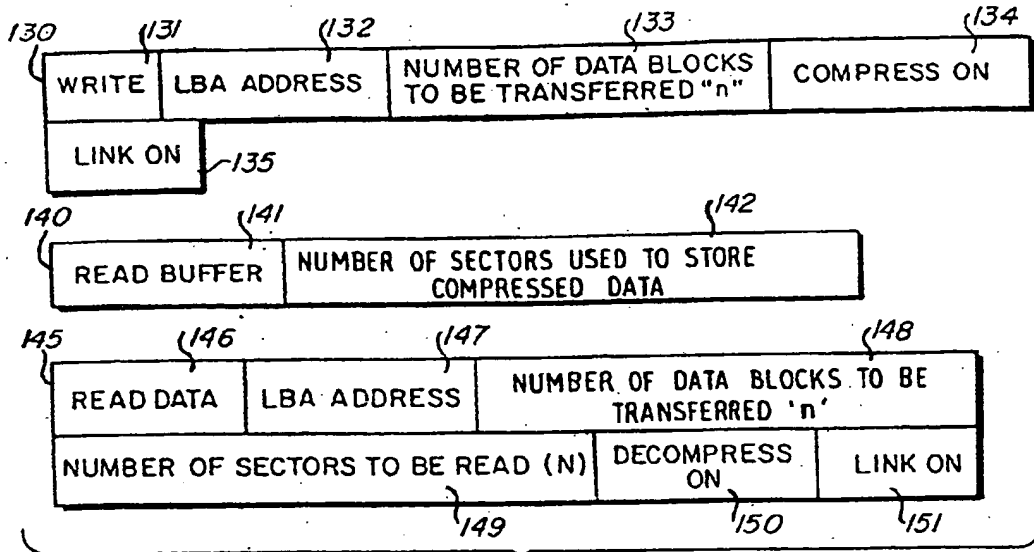 130 131 132 133 134
WRITE LBA ADDRESS NUMBER OF DATA BLOCKS TO BE TRANSFERRED "n" COMPRESS ON
LINK ON 135
140 141 142
READ BUFFER NUMBER OF SECTORS USED TO STORE COMPRESSED DATA
145 146 147 148
READ DATA LBA ADDRESS NUMBER OF DATA BLOCKS TO BE TRANSFERRED 'n'
NUMBER OF SECTORS TO BE READ (N) DECOMPRESS ON LINK ON
149 150 151